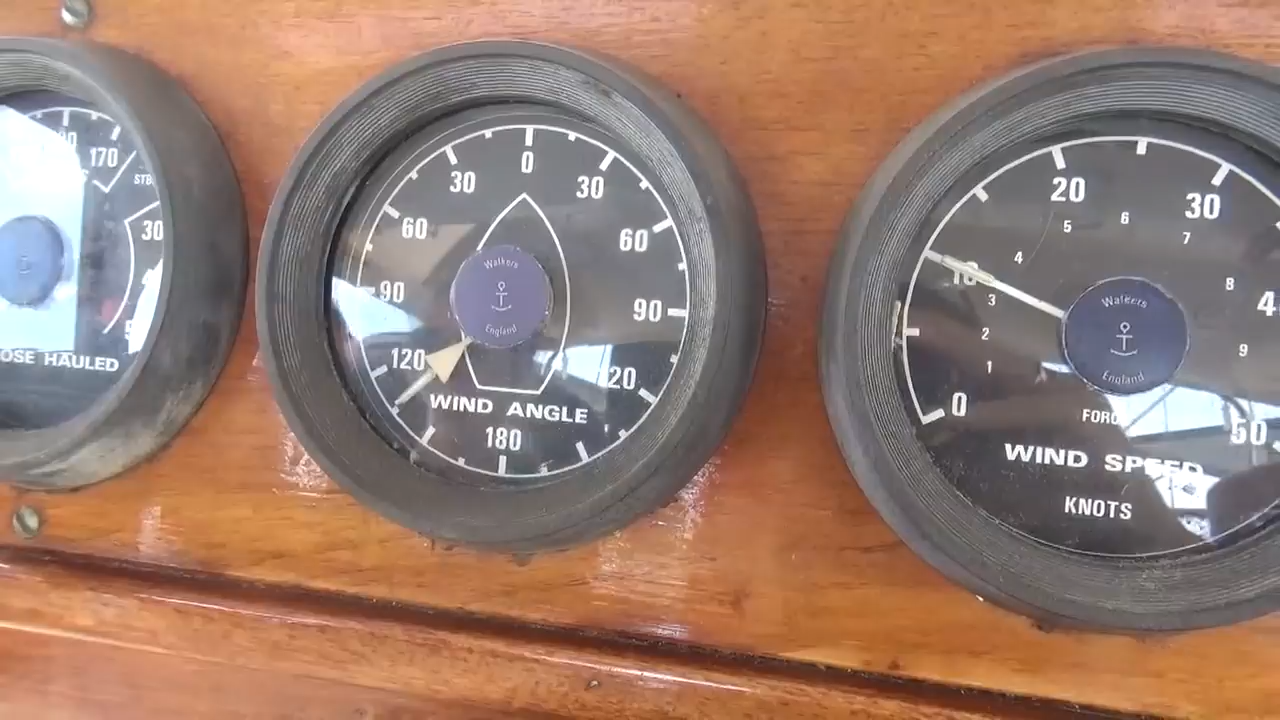 170
STB
30
OSE HAULED
0
30
30
60
60
90
90
120
120
180
Walkers
England
WIND ANGLE
0
10
20
30
4
50
1
2
3
4
5
6
7
8
9
Walkers
England
FORC
WIND SPEED
KNOTS